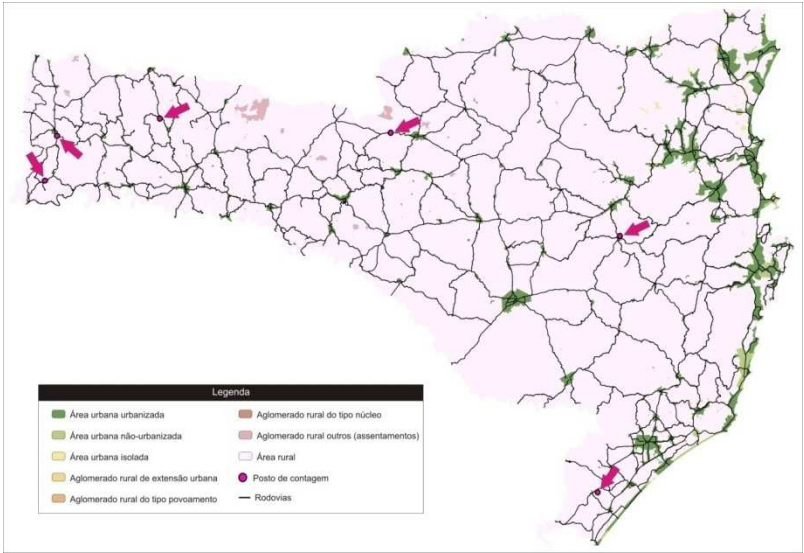 Legenda
Área urbana urbanizada
Área urbana não-urbanizada
Área urbana isolada
Aglomerado rural de extensão urbana
Aglomerado rural do tipo povoamento
Aglomerado rural do tipo núcleo
Aglomerado rural outros (assentamentos)
Área rural
Posto de contagem
Rodovias